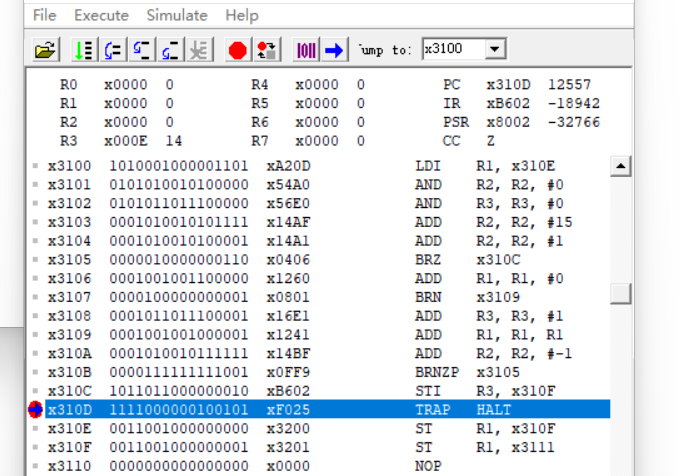 File Execute Simulate Help
Jump to: x3100
R0 x0000 0 R4 x0000 0 PC x310D 12557
R1 x0000 0 R5 x0000 0 IR xB602 -18942
R2 x0000 0 R6 x0000 0 PSR x8002 -32766
R3 x000E 14 R7 x0000 0 CC Z
x3100 1010001000001101 xA20D LDI R1, x310E
x3101 0101010010100000 x54A0 AND R2, R2, #0
x3102 0101011011100000 x56E0 AND R3, R3, #0
x3103 0001010010101111 x14AF ADD R2, R2, #15
x3104 0001010010100001 x14A1 ADD R2, R2, #1
x3105 0000010000000110 x0406 BRZ x310C
x3106 0001001001100000 x1260 ADD R1, R1, #0
x3107 0000100000000001 x0801 BRN x3109
x3108 0001011011100001 x16E1 ADD R3, R3, #1
x3109 0001001001000001 x1241 ADD R1, R1, R1
x310A 0001010010111111 x14BF ADD R2, R2, #-1
x310B 0000111111111001 x0FF9 BRNZP x3105
x310C 1011011000000010 xB602 STI R3, x310F
x310D 1111000000100101 xF025 TRAP HALT
x310E 0011001000000000 x3200 ST R1, x310F
x310F 0011001000000001 x3201 ST R1, x3111
x3110 0000000000000000 x0000 NOP